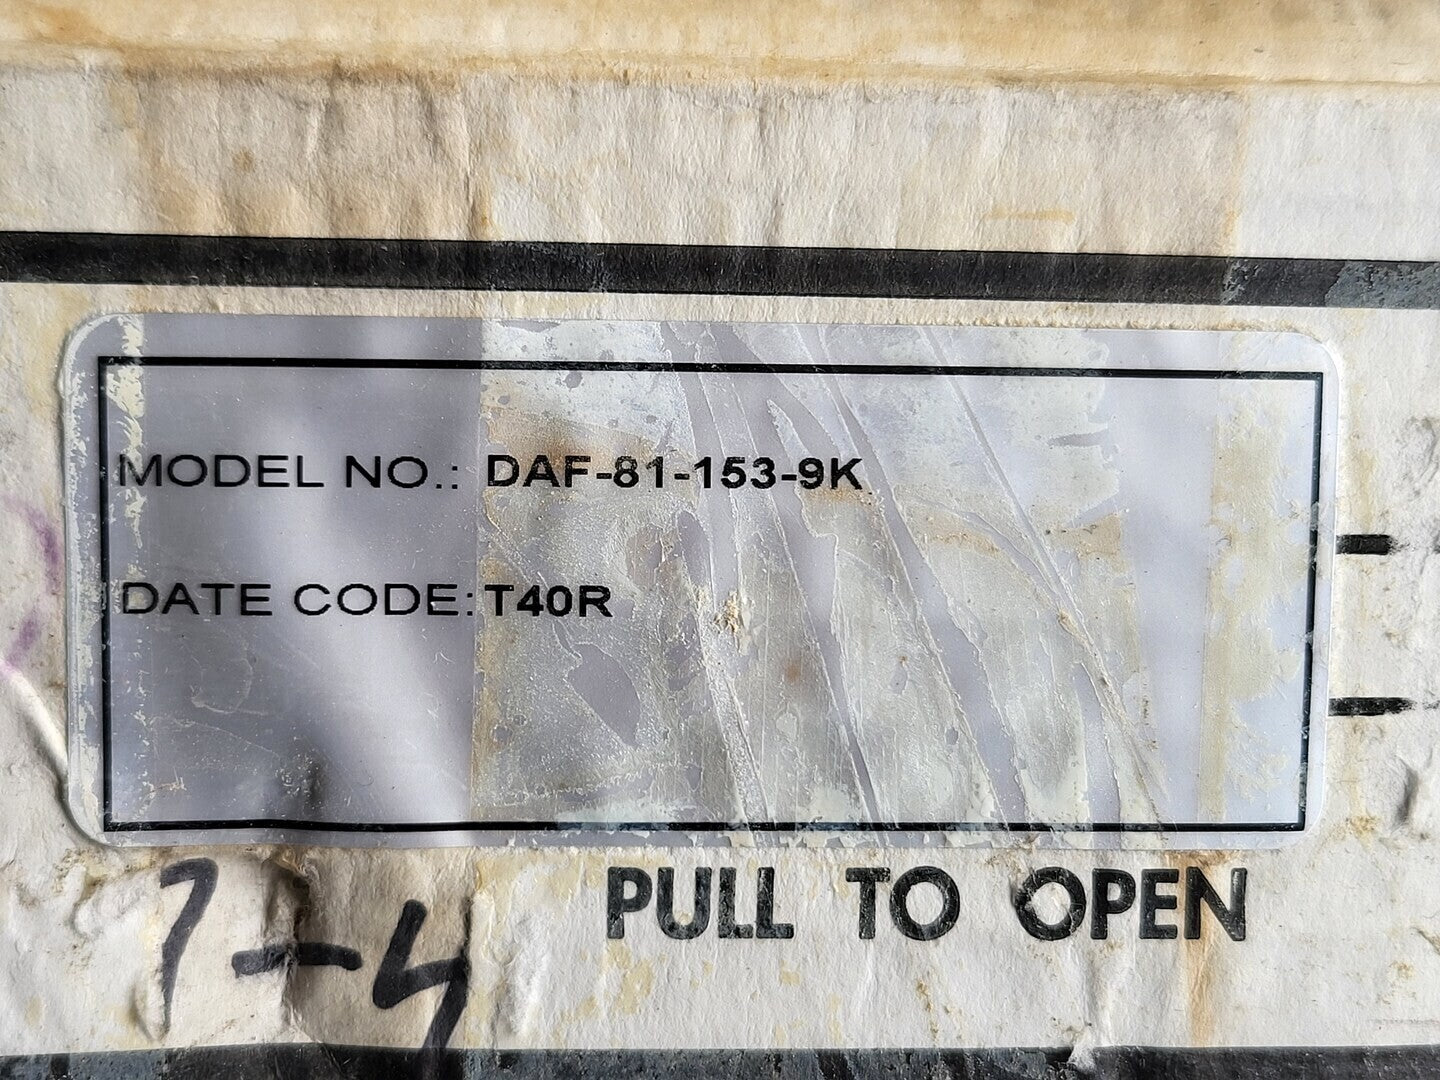 MODEL NO.: DAF-81-153-9K
DATE CODE: T40R
PULL TO OPEN
7-4